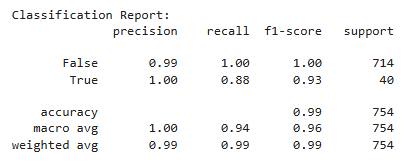 Classification Report:
precision recall f1-score support
False 0.99 1.00 1.00 714
True 1.00 0.88 0.93 40
accuracy 0.99 754
macro avg 1.00 0.94 0.96 754
weighted avg 0.99 0.99 0.99 754